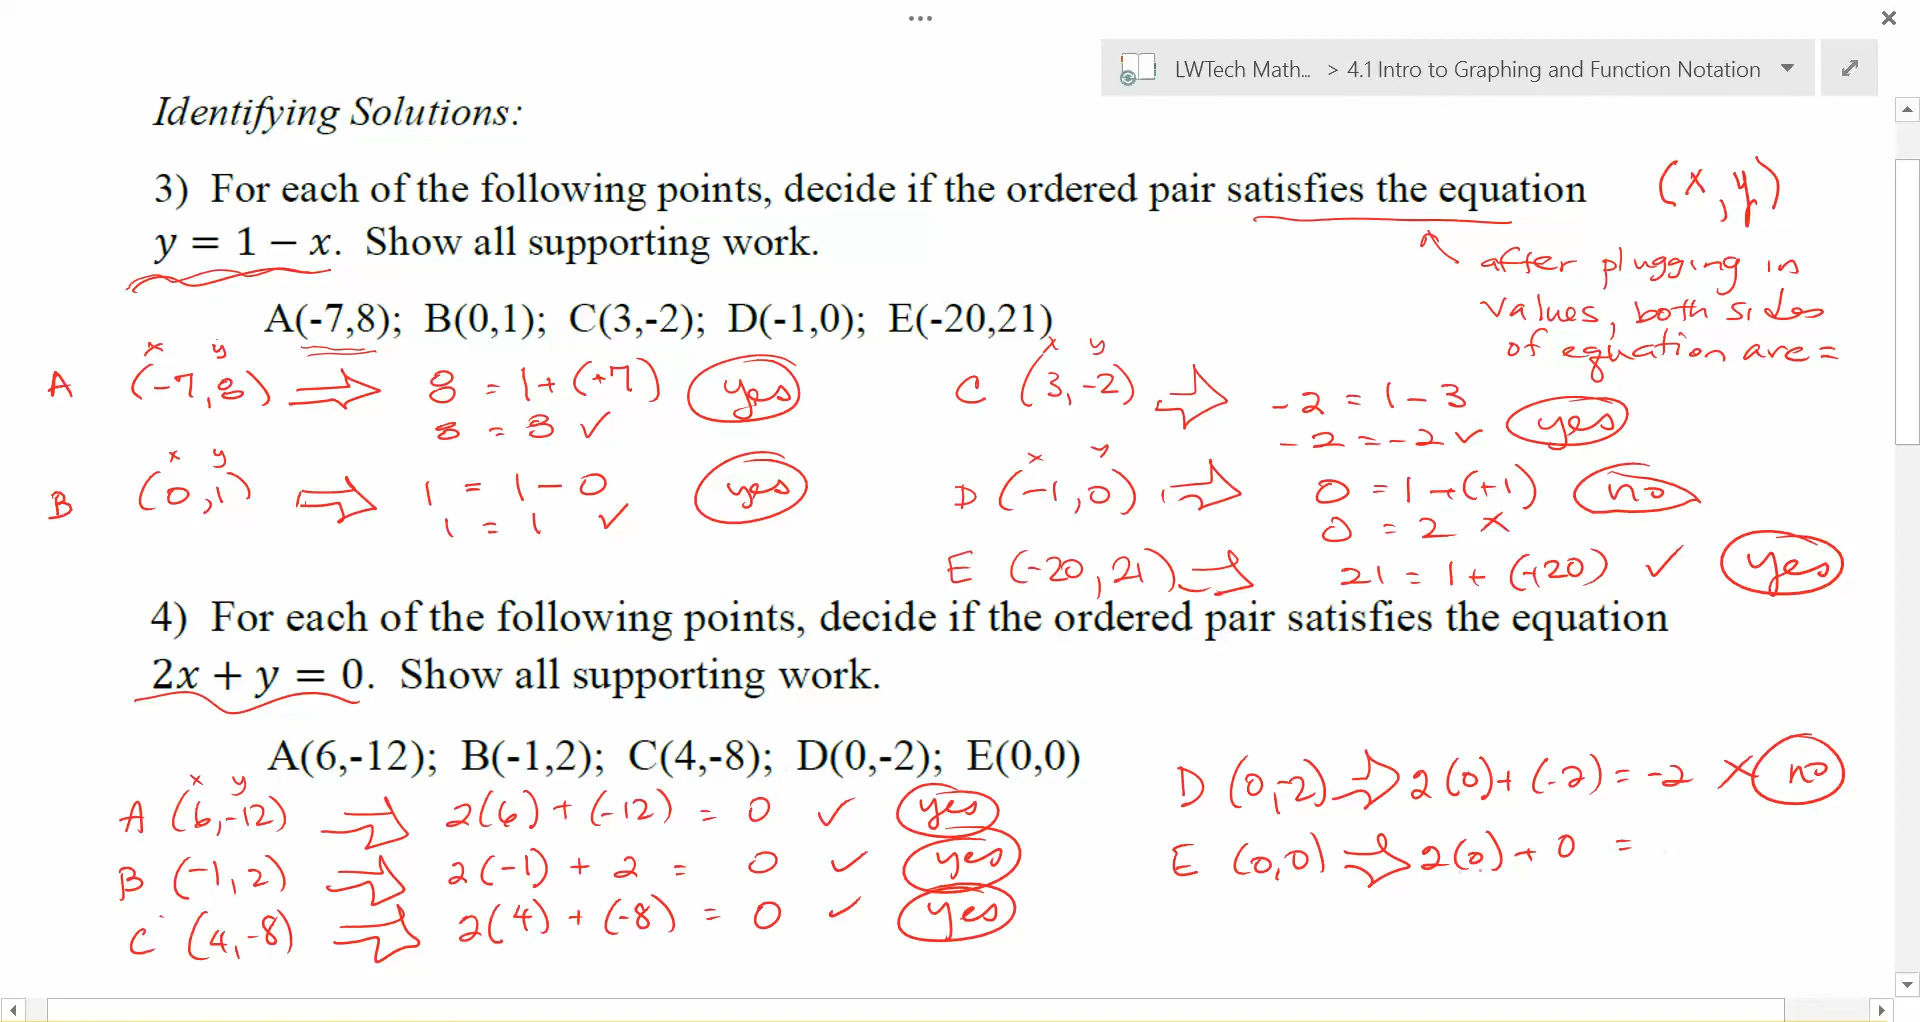 LWTech Math... > 4.1 Intro to Graphing and Function Notation
Identifying Solutions:
3) For each of the following points, decide if the ordered pair satisfies the equation
y = 1 − x. Show all supporting work.
(x, y)
after plugging in
values, both sides
of equation are =
A(-7,8); B(0,1); C(3,-2); D(-1,0); E(-20,21)
x y
A (-7, 8) ⇒ 8 = 1 + (+7) yes
8 = 8 ✓
x y
B (0, 1) ⇒ 1 = 1 - 0 yes
1 = 1 ✓
x y
C (3, -2) ⇒ -2 = 1 - 3
-2 = -2 ✓ yes
x y
D (-1, 0) ⇒ 0 = 1 + (+1) no
0 = 2 ×
E (-20, 21) ⇒ 21 = 1 + (+20) ✓ yes
4) For each of the following points, decide if the ordered pair satisfies the equation
2x + y = 0. Show all supporting work.
A(6,-12); B(-1,2); C(4,-8); D(0,-2); E(0,0)
x y
A (6, -12) ⇒ 2(6) + (-12) = 0 ✓ yes
B (-1, 2) ⇒ 2(-1) + 2 = 0 ✓ yes
C (4, -8) ⇒ 2(4) + (-8) = 0 ✓ yes
D (0, -2) ⇒ 2(0) + (-2) = -2 × no
E (0, 0) ⇒ 2(0) + 0 =